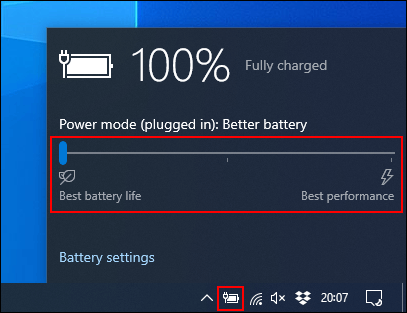 100% Fully charged
Power mode (plugged in): Better battery
Best battery life Best performance
Battery settings
20:07